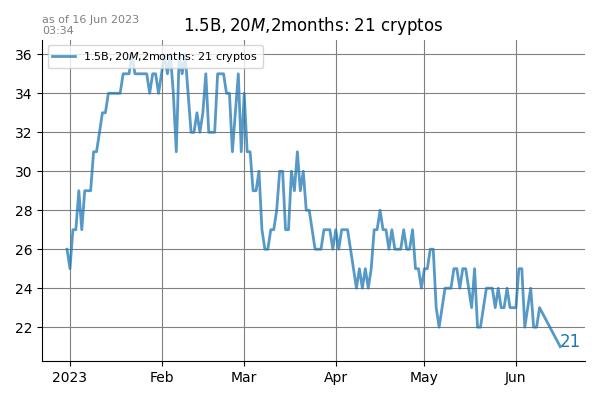 as of 16 Jun 2023
03:34
1.5B, 20M,2months: 21 cryptos
1.5B, 20M,2months: 21 cryptos
36
34
32
30
28
26
24
22
21
2023 Feb Mar Apr May Jun